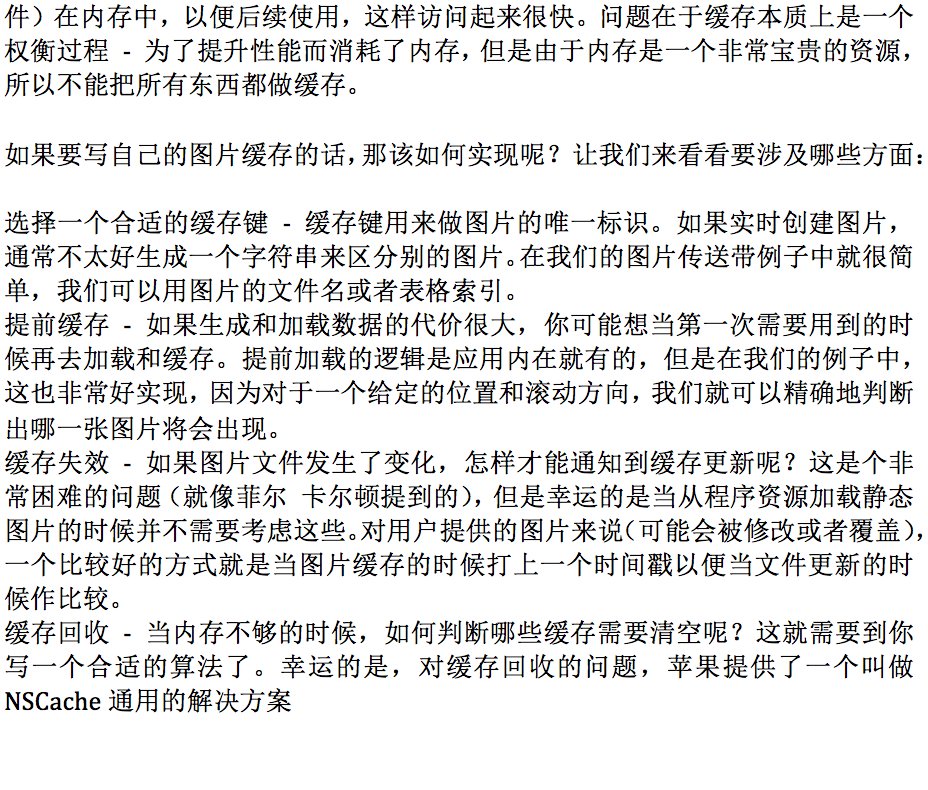 件）在内存中，以便后续使用，这样访问起来很快。问题在于缓存本质上是一个
权衡过程 - 为了提升性能而消耗了内存，但是由于内存是一个非常宝贵的资源，
所以不能把所有东西都做缓存。
如果要写自己的图片缓存的话，那该如何实现呢？让我们来看看要涉及哪些方面：
选择一个合适的缓存键 - 缓存键用来做图片的唯一标识。如果实时创建图片，
通常不太好生成一个字符串来区分别的图片。在我们的图片传送带例子中就很简
单，我们可以用图片的文件名或者表格索引。
提前缓存 - 如果生成和加载数据的代价很大，你可能想当第一次需要用到的时
候再去加载和缓存。提前加载的逻辑是应用内在就有的，但是在我们的例子中，
这也非常好实现，因为对于一个给定的位置和滚动方向，我们就可以精确地判断
出哪一张图片将会出现。
缓存失效 - 如果图片文件发生了变化，怎样才能通知到缓存更新呢？这是个非
常困难的问题（就像菲尔 卡尔顿提到的），但是幸运的是当从程序资源加载静态
图片的时候并不需要考虑这些。对用户提供的图片来说（可能会被修改或者覆盖），
一个比较好的方式就是当图片缓存的时候打上一个时间戳以便当文件更新的时
候作比较。
缓存回收 - 当内存不够的时候，如何判断哪些缓存需要清空呢？这就需要到你
写一个合适的算法了。幸运的是，对缓存回收的问题，苹果提供了一个叫做
NSCache 通用的解决方案